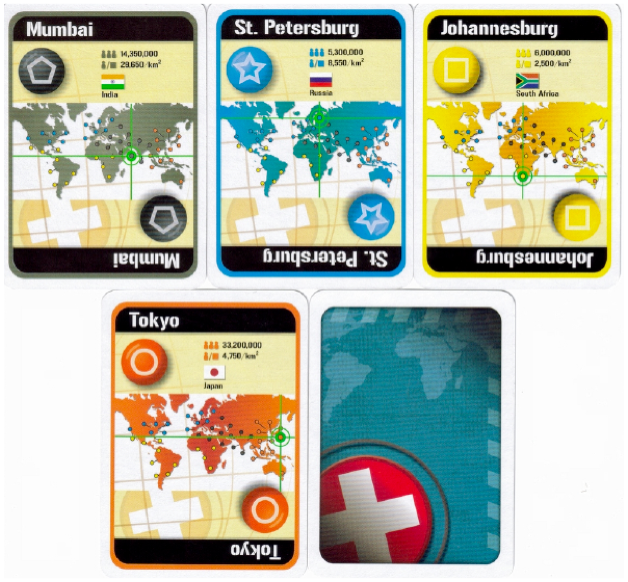 Mumbai
14,350,000
29,650/km²
India
Mumbai
St. Petersburg
5,300,000
8,550/km²
Russia
St. Petersburg
Johannesburg
6,000,000
2,500/km²
South Africa
Johannesburg
Tokyo
33,200,000
4,750/km²
Japan
Tokyo